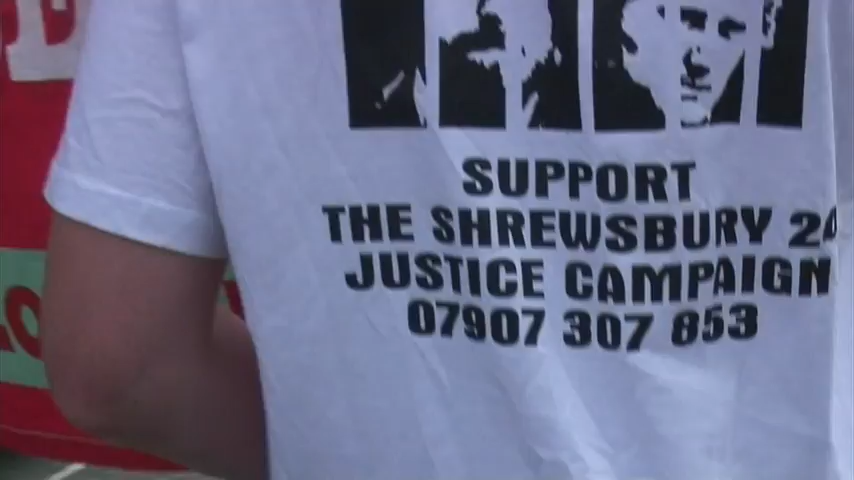 SUPPORT
THE SHREWSBURY 24
JUSTICE CAMPAIGN
07907 307 853